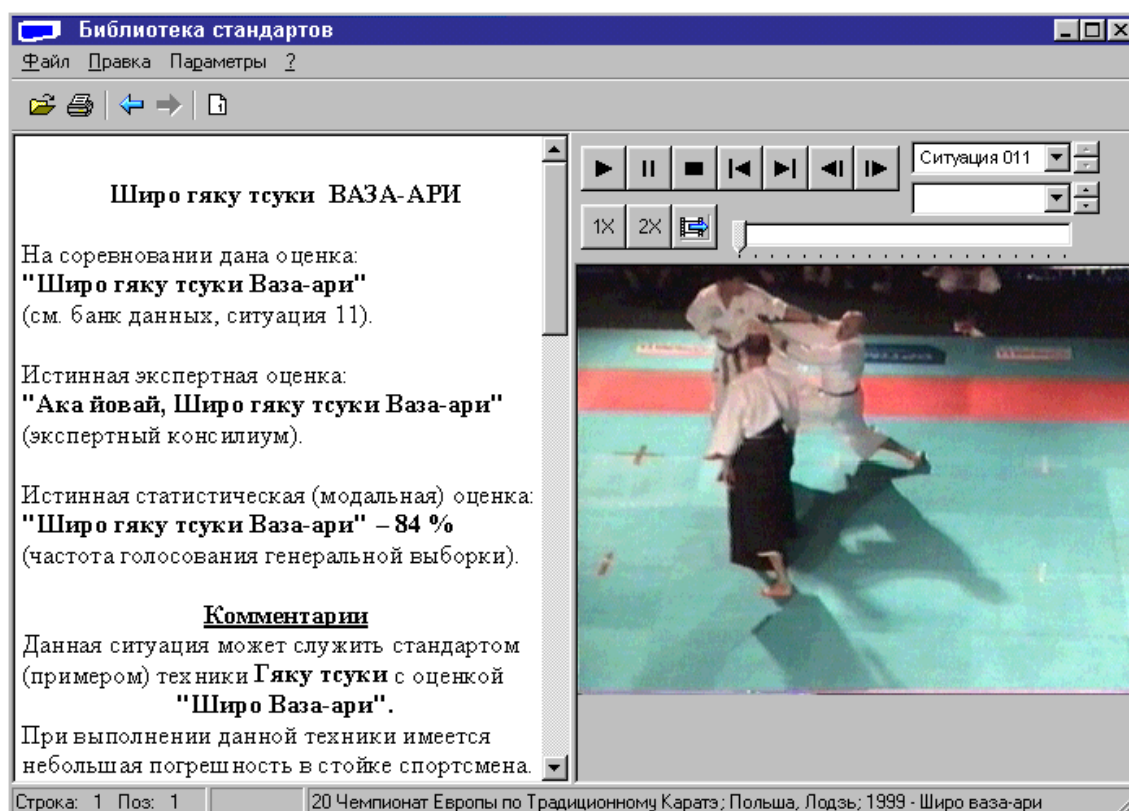 Библиотека стандартов
Файл Правка Параметры ?
Широ гяку тсуки ВАЗА-АРИ
На соревновании дана оценка:
"Широ гяку тсуки Ваза-ари"
(см. банк данных, ситуация 11).
Истинная экспертная оценка:
"Ака йовай, Широ гяку тсуки Ваза-ари"
(экспертный консилиум).
Истинная статистическая (модальная) оценка:
"Широ гяку тсуки Ваза-ари" – 84 %
(частота голосования генеральной выборки).
Комментарии
Данная ситуация может служить стандартом
(примером) техники Гяку тсуки с оценкой
"Широ Ваза-ари".
При выполнении данной техники имеется
небольшая погрешность в стойке спортсмена.
Ситуация 011
1X 2X
Строка: 1 Поз: 1
20 Чемпионат Европы по Традиционному Каратэ; Польша, Лодзь; 1999 - Широ ваза-ари